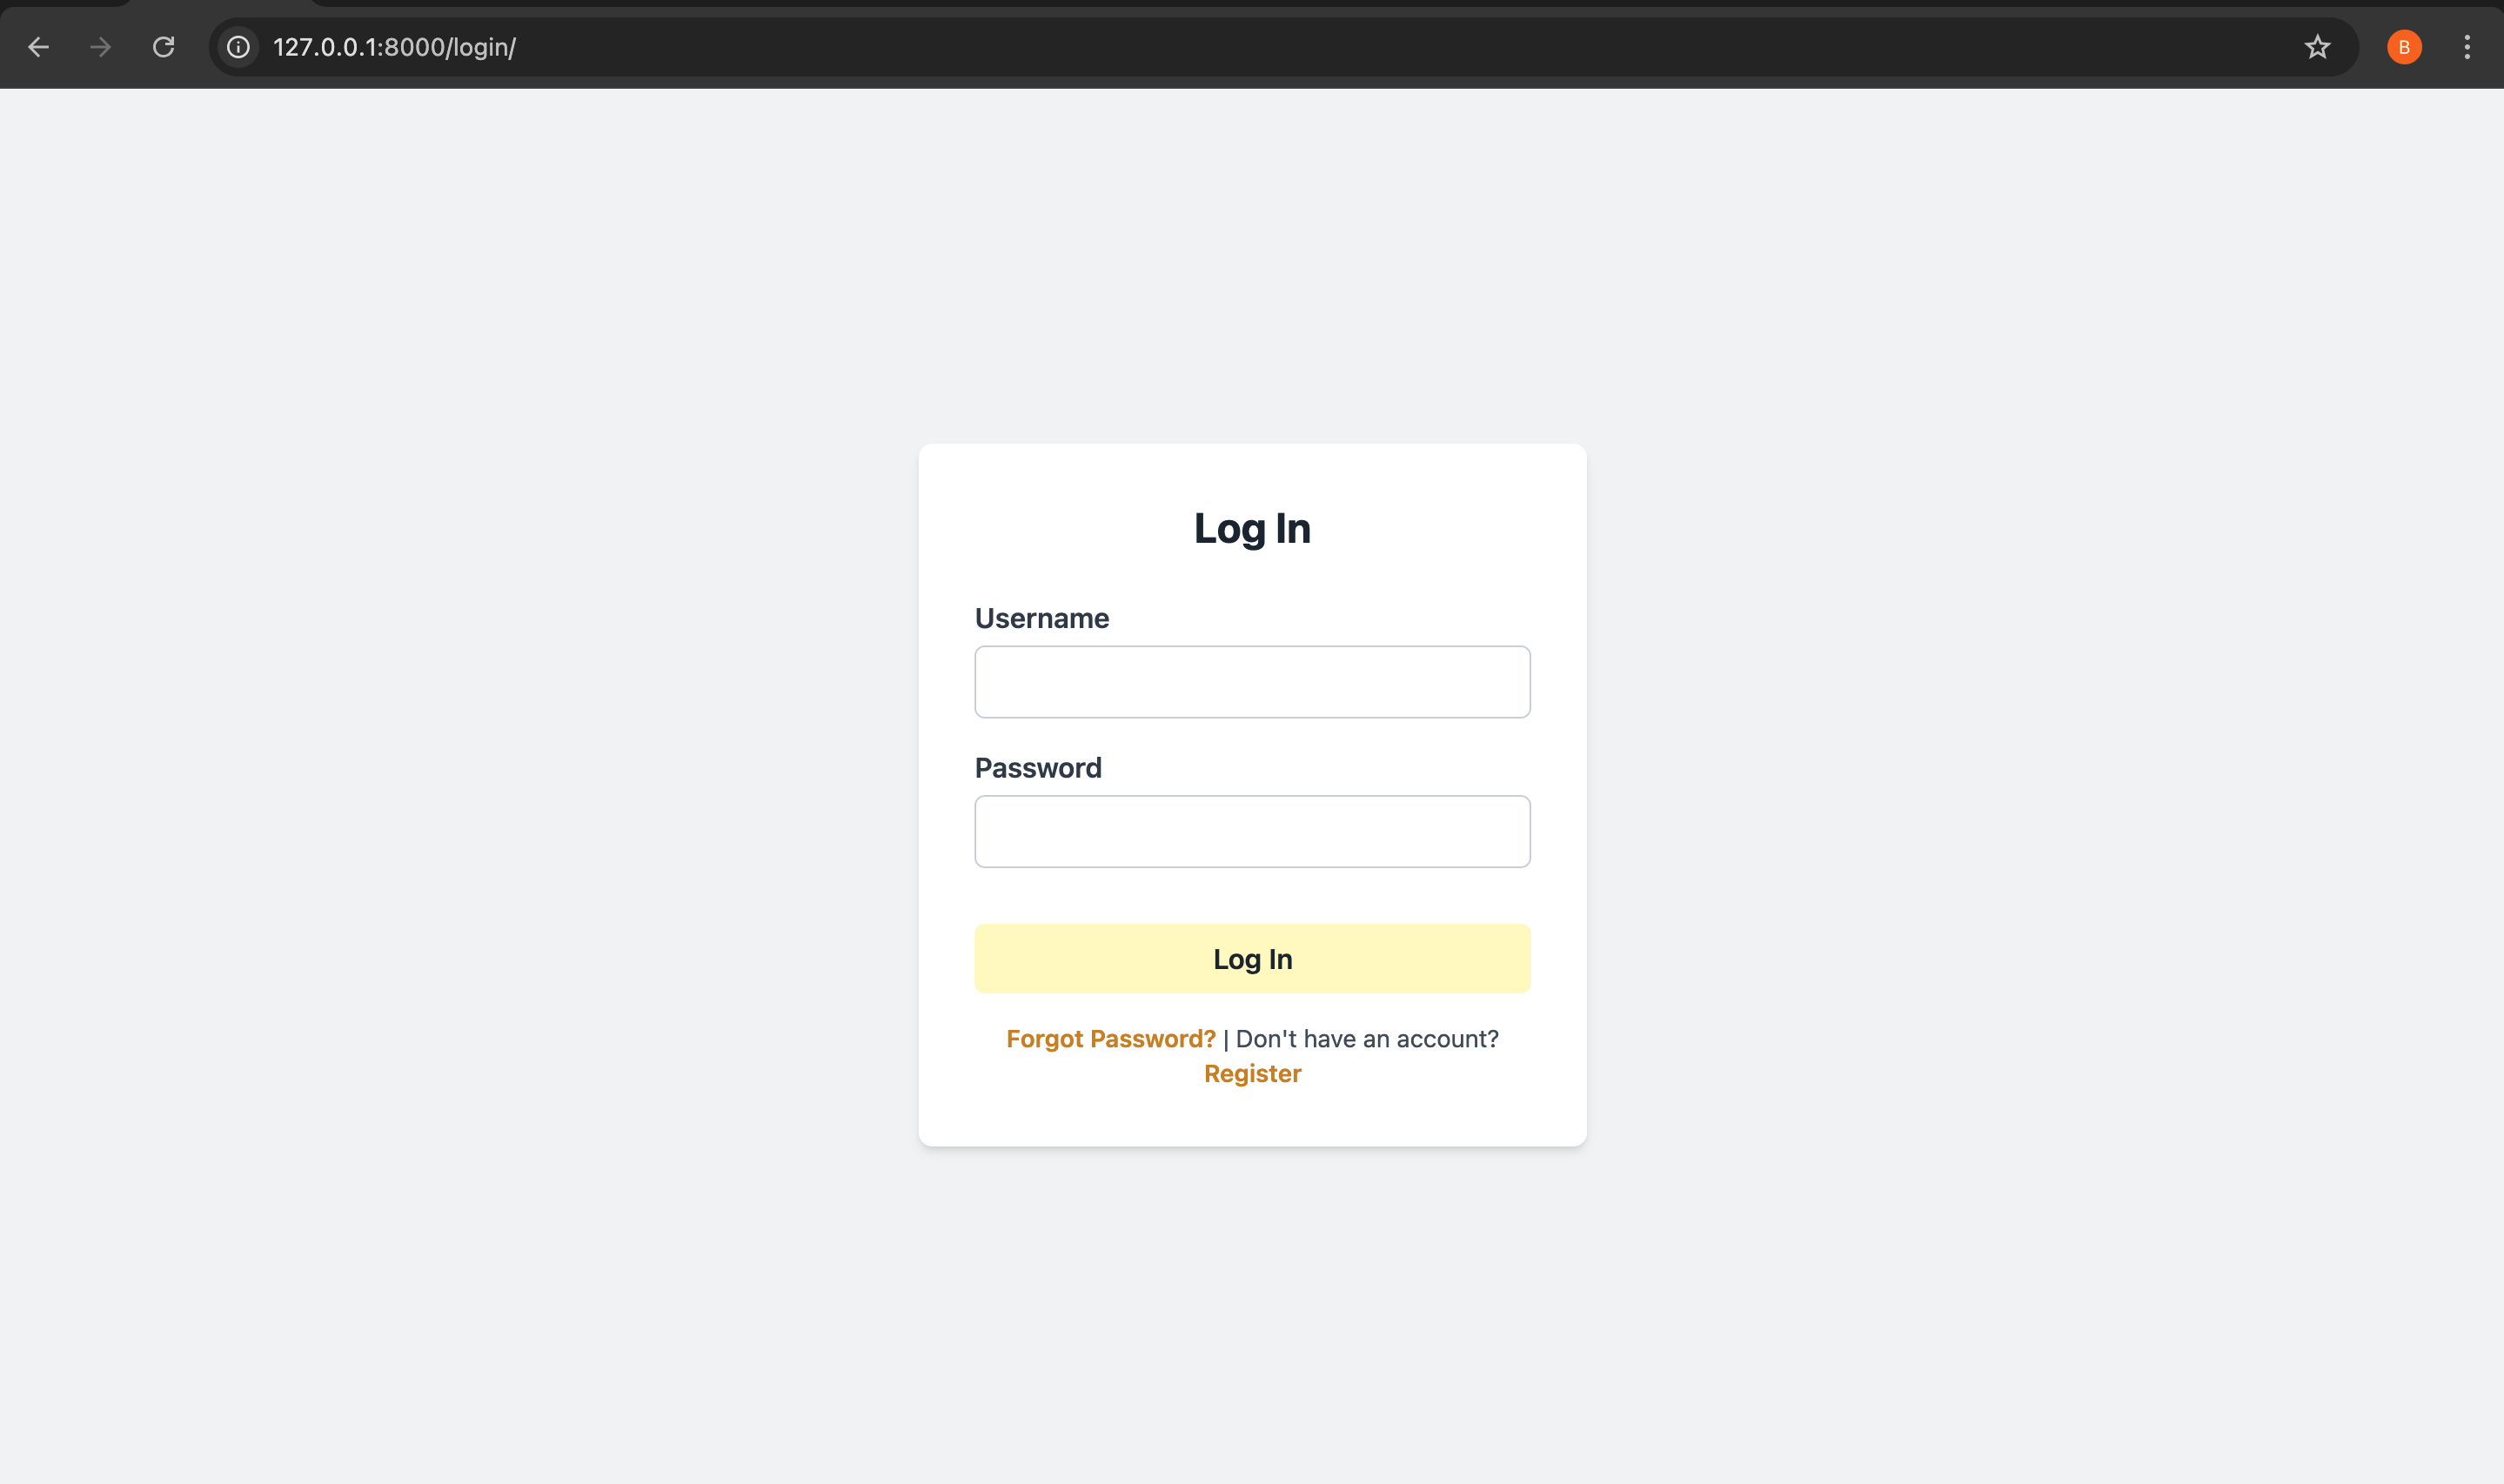 127.0.0.1:8000/login/
B
Log In
Username
Password
Log In
Forgot Password? | Don't have an account?
Register